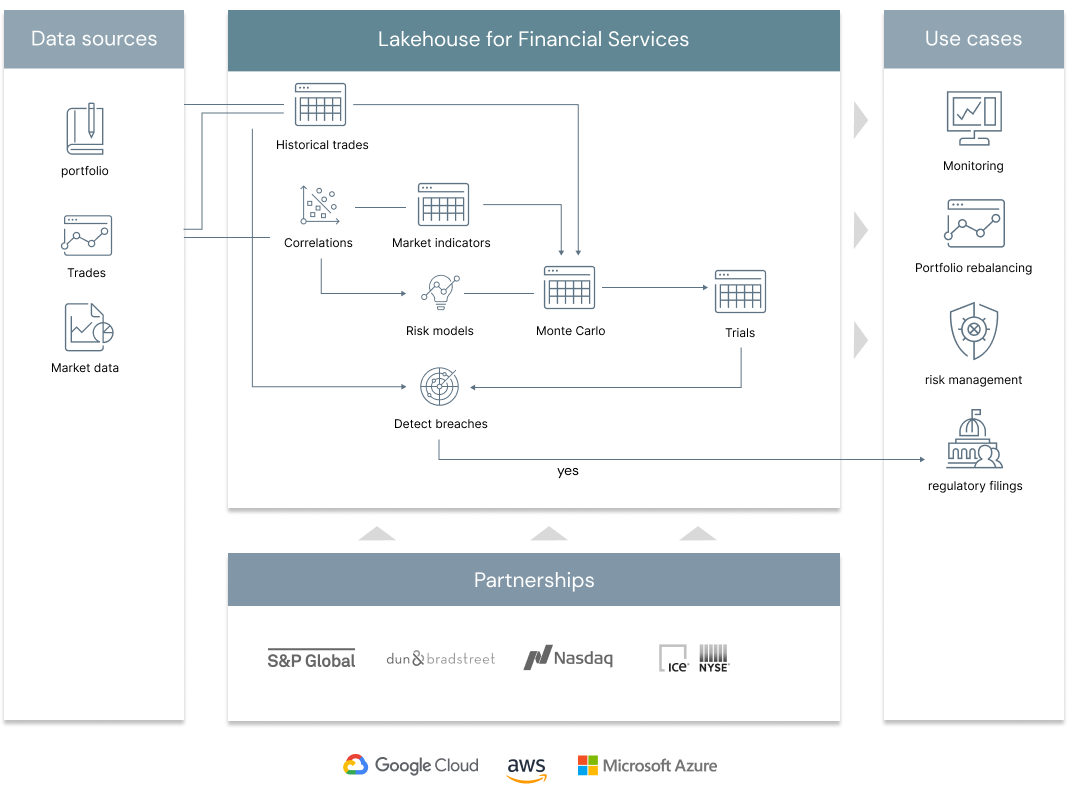 Data sources
portfolio
Trades
Market data
Lakehouse for Financial Services
Historical trades
Correlations
Market indicators
Risk models
Monte Carlo
Trials
Detect breaches
yes
Use cases
Monitoring
Portfolio rebalancing
risk management
regulatory filings
Partnerships
S&P Global
dun&bradstreet
Nasdaq
ice
NYSE
Google Cloud
aws
Microsoft Azure